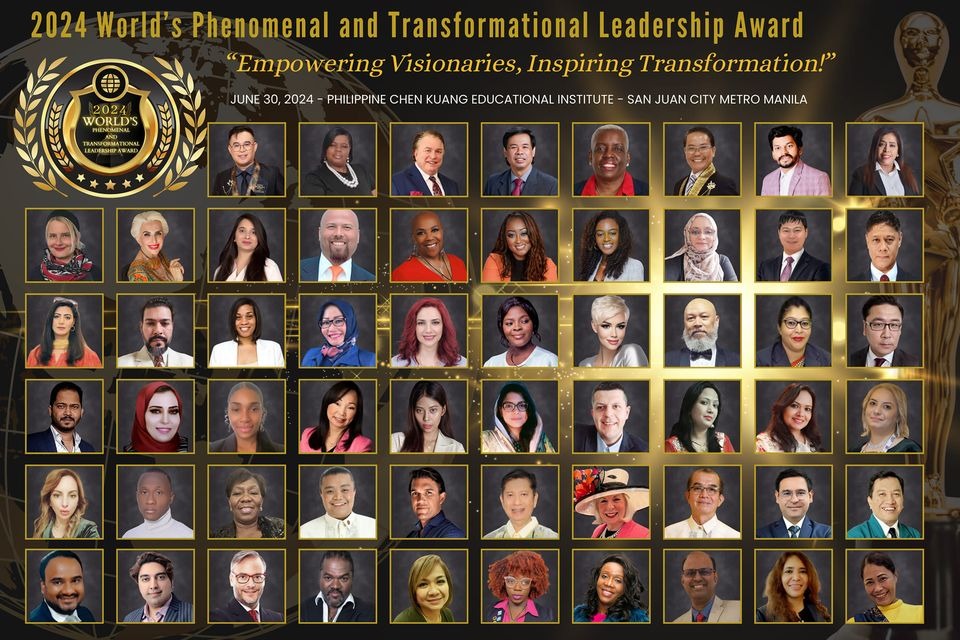 2024 World's Phenomenal and Transformational Leadership Award
"Empowering Visionaries, Inspiring Transformation!"
JUNE 30, 2024 - PHILIPPINE CHEN KUANG EDUCATIONAL INSTITUTE - SAN JUAN CITY METRO MANILA
2024
WORLD'S
PHENOMENAL
AND
TRANSFORMATIONAL
LEADERSHIP AWARD